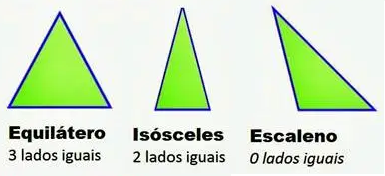 Equilátero
3 lados iguais
Isósceles
2 lados iguais
Escaleno
0 lados iguais